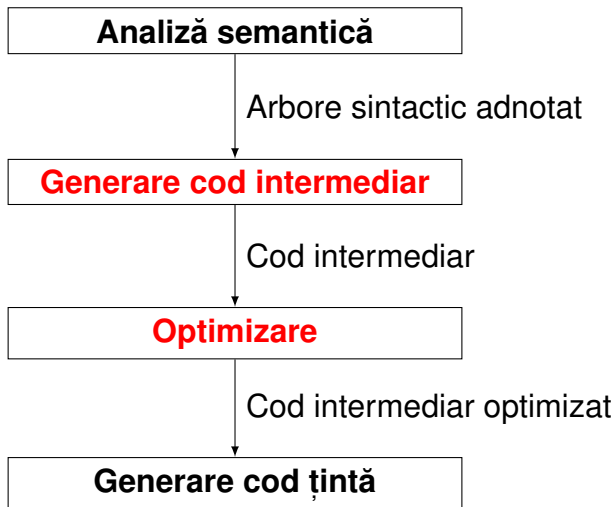 Analiză semantică
Arbore sintactic adnotat
Generare cod intermediar
Cod intermediar
Optimizare
Cod intermediar optimizat
Generare cod țintă